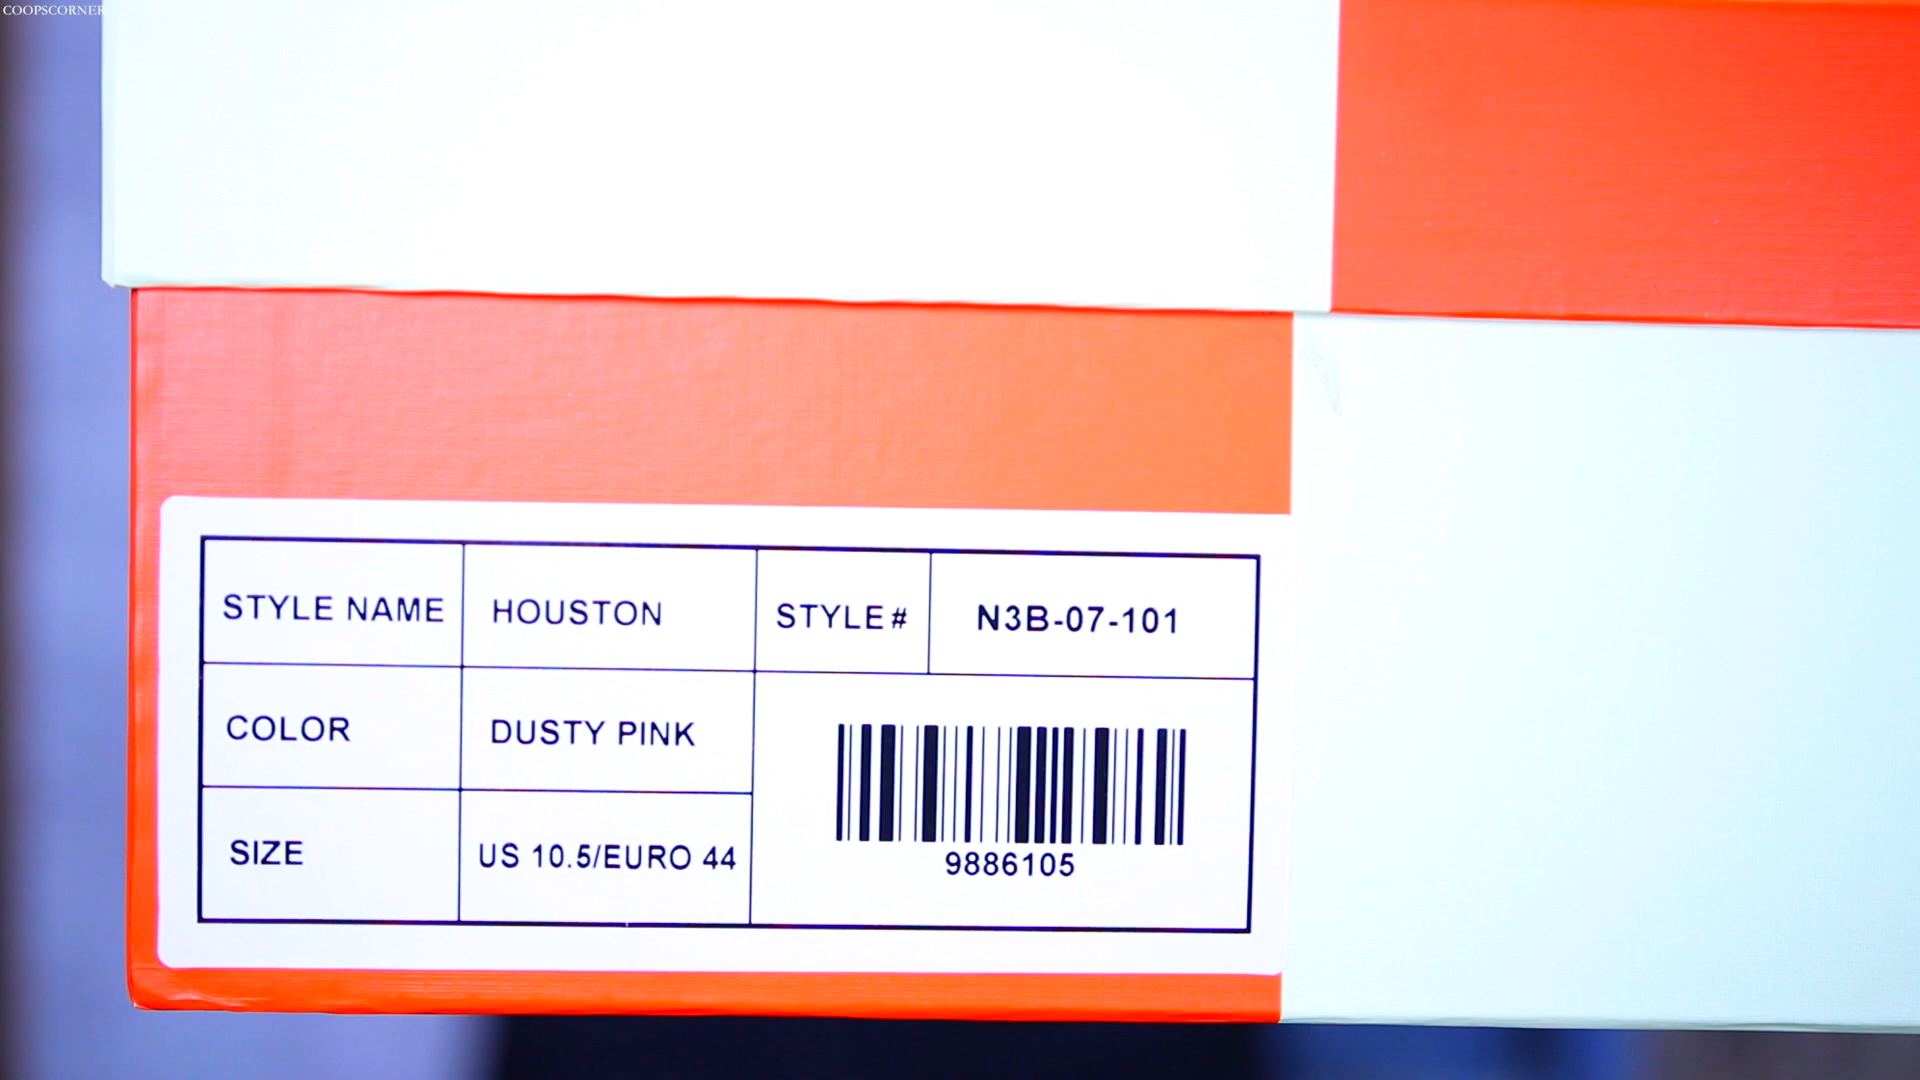 COOPSCORNER
STYLE NAME HOUSTON STYLE# N3B-07-101
COLOR DUSTY PINK
SIZE US 10.5/EURO 44
9886105